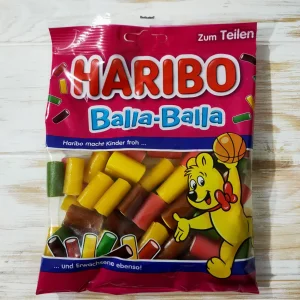 Zum Teilen
HARIBO
Balla-Balla
Haribo macht Kinder froh ...
... und Erwachsene ebenso!